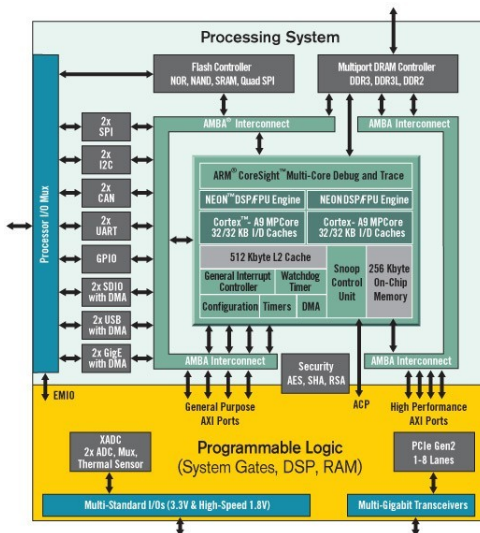 Processing System
Flash Controller
NOR, NAND, SRAM, Quad SPI
Multiport DRAM Controller
DDR3, DDR3L, DDR2
Processor I/O Mux
2x
SPI
2x
I2C
2x
CAN
2x
UART
GPIO
2x SDIO
with DMA
2x USB
with DMA
2x GigE
with DMA
AMBA® Interconnect
AMBA Interconnect
ARM® CoreSight™ Multi-Core Debug and Trace
NEON™ DSP/FPU Engine
NEON DSP/FPU Engine
Cortex™- A9 MPCore
32/32 KB I/D Caches
Cortex- A9 MPCore
32/32 KB I/D Caches
512 Kbyte L2 Cache
General Interrupt
Controller
Watchdog
Timer
Configuration
Timers
DMA
Snoop
Control
Unit
256 Kbyte
On-Chip
Memory
AMBA Interconnect
Security
AES, SHA, RSA
AMBA Interconnect
EMIO
General Purpose
AXI Ports
ACP
High Performance
AXI Ports
XADC
2x ADC, Mux,
Thermal Sensor
Programmable Logic
(System Gates, DSP, RAM)
PCIe Gen2
1-8 Lanes
Multi-Standard I/Os (3.3V & High-Speed 1.8V)
Multi-Gigabit Transceivers